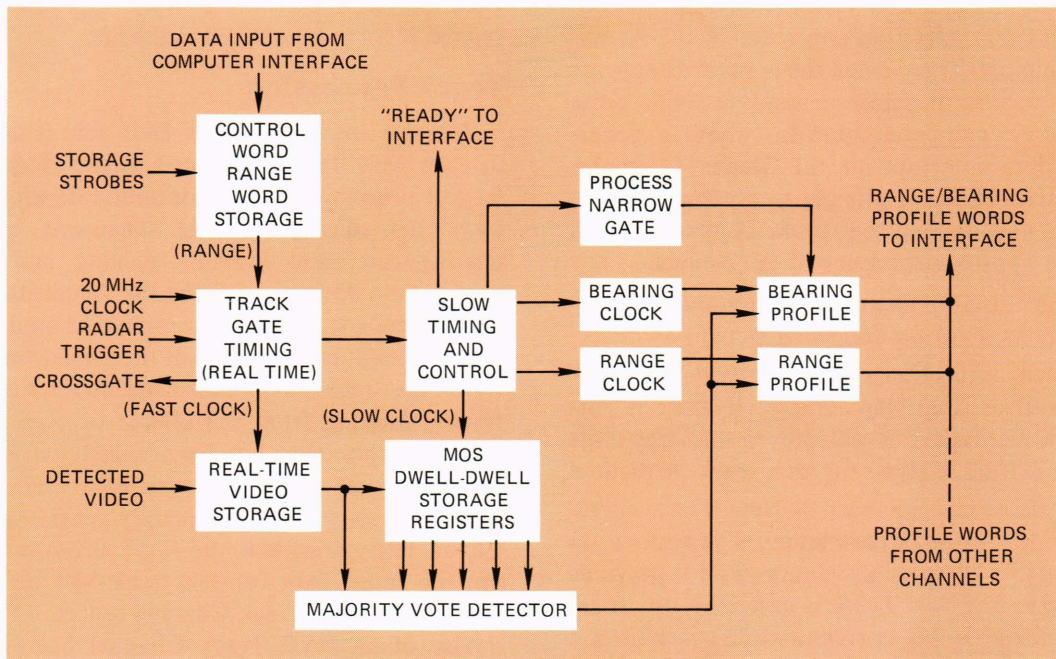 DATA INPUT FROM
COMPUTER INTERFACE
"READY" TO
INTERFACE
STORAGE
STROBES
CONTROL
WORD
RANGE
WORD
STORAGE
PROCESS
NARROW
GATE
RANGE/BEARING
PROFILE WORDS
TO INTERFACE
(RANGE)
20 MHz
CLOCK
RADAR
TRIGGER
CROSSGATE
TRACK
GATE
TIMING
(REAL TIME)
SLOW
TIMING
AND
CONTROL
BEARING
CLOCK
BEARING
PROFILE
RANGE
CLOCK
RANGE
PROFILE
(FAST CLOCK)
(SLOW CLOCK)
DETECTED
VIDEO
REAL-TIME
VIDEO
STORAGE
MOS
DWELL-DWELL
STORAGE
REGISTERS
PROFILE WORDS
FROM OTHER
CHANNELS
MAJORITY VOTE DETECTOR